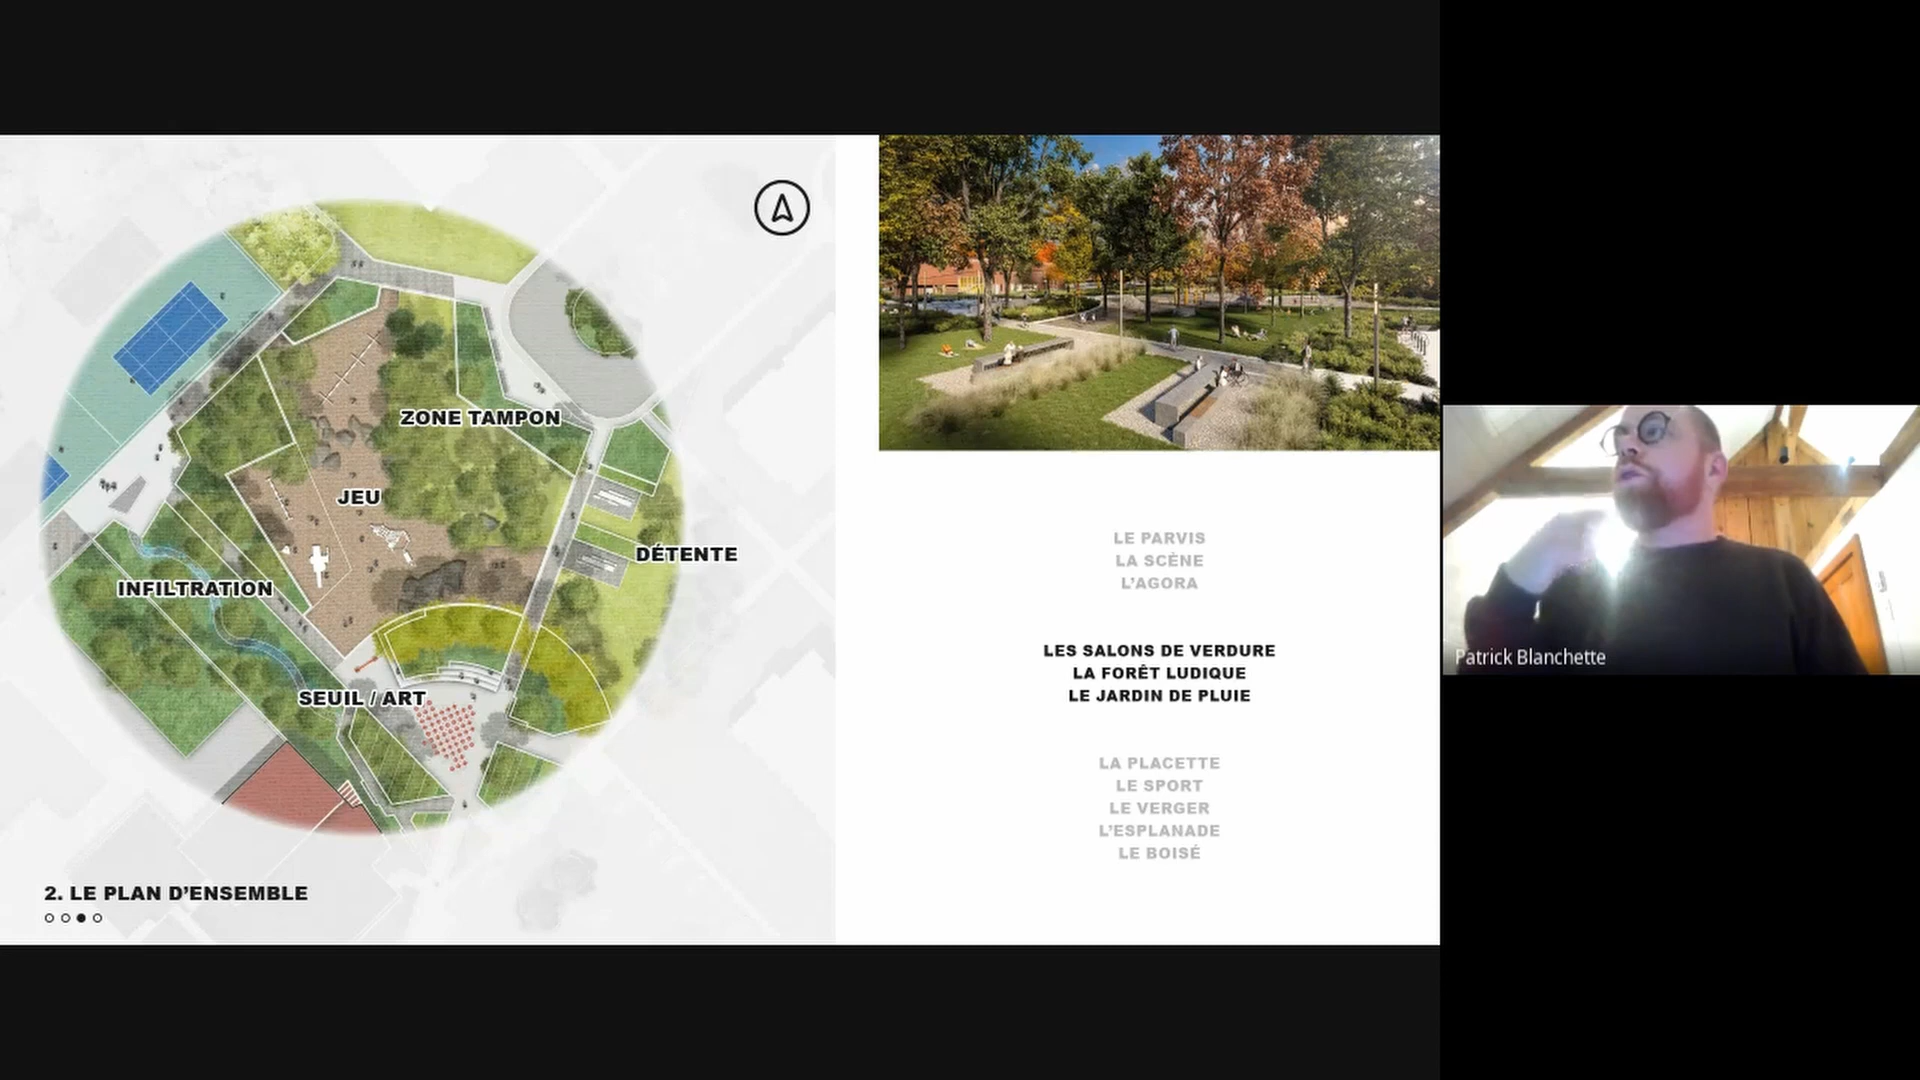 ZONE TAMPON
JEU
DÉTENTE
INFILTRATION
SEUIL / ART
2. LE PLAN D'ENSEMBLE
LE PARVIS
LA SCÈNE
L'AGORA
LES SALONS DE VERDURE
LA FORÊT LUDIQUE
LE JARDIN DE PLUIE
LA PLACETTE
LE SPORT
LE VERGER
L'ESPLANADE
LE BOISÉ
Patrick Blanchette